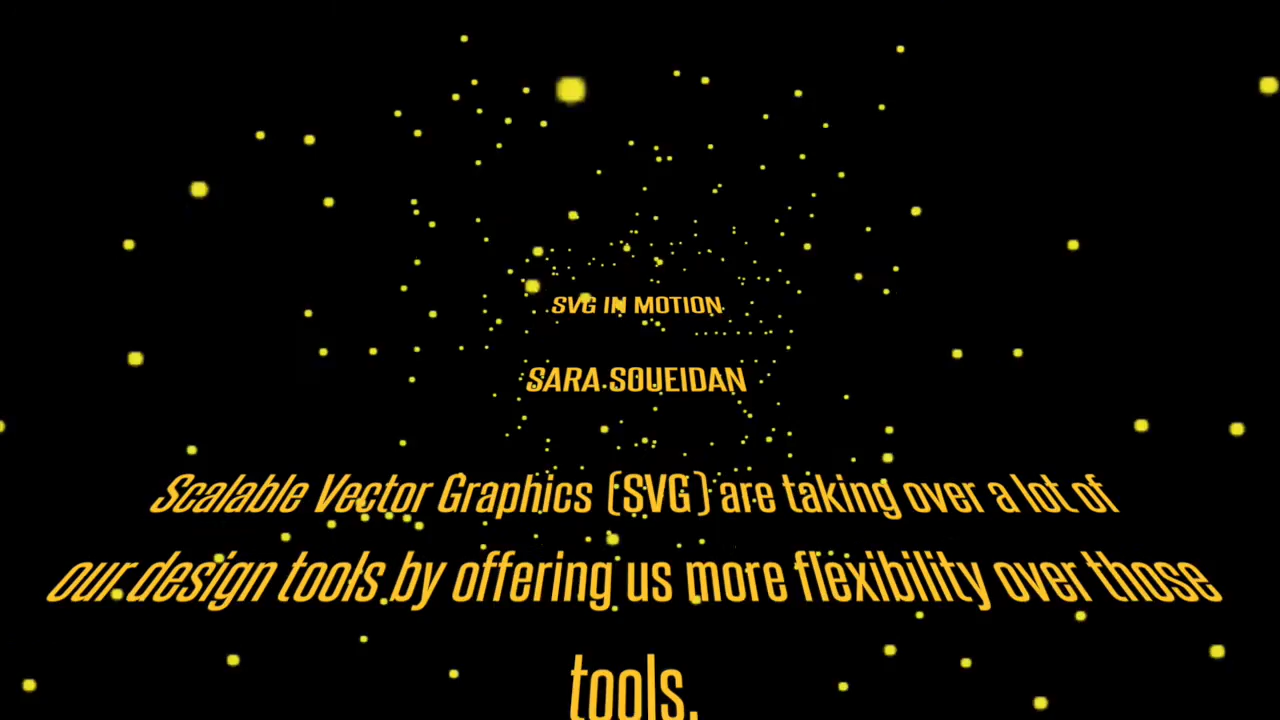 SVG IN MOTION
SARA SOUEIDAN
Scalable Vector Graphics (SVG) are taking over a lot of
our design tools by offering us more flexibility over those
tools.